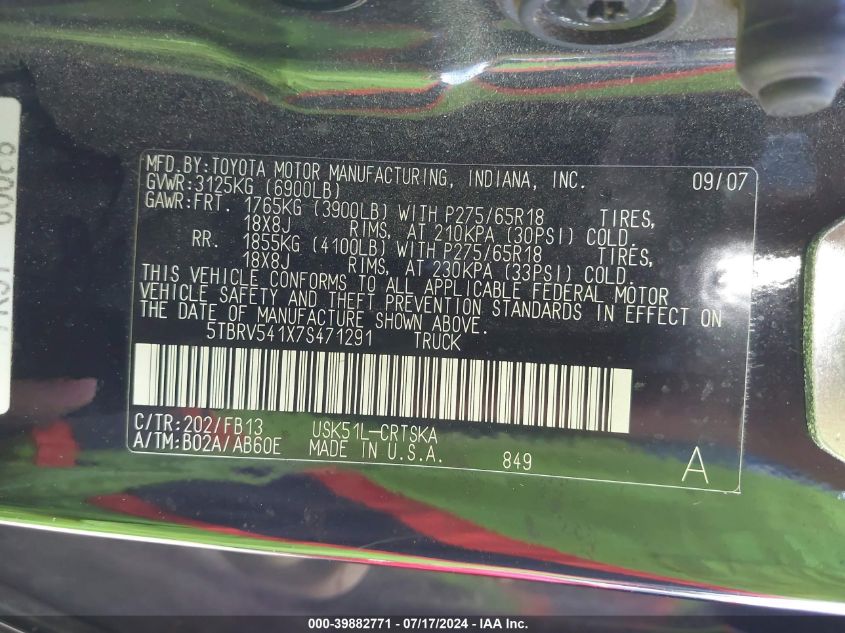 MFD.BY:TOYOTA MOTOR MANUFACTURING, INDIANA, INC. 09/07
GVWR:3125KG (6900LB)
GAWR:FRT. 1765KG (3900LB) WITH P275/65R18 TIRES,
18X8J RIMS, AT 210KPA (30PSI) COLD.
RR. 1855KG (4100LB) WITH P275/65R18 TIRES,
18X8J RIMS, AT 230KPA (33PSI) COLD.
THIS VEHICLE CONFORMS TO ALL APPLICABLE FEDERAL MOTOR
VEHICLE SAFETY AND THEFT PREVENTION STANDARDS IN EFFECT ON
THE DATE OF MANUFACTURE SHOWN ABOVE.
5TBRV541X7S471291 TRUCK
C/TR:202/FB13 USK51L-CRTSKA
A/TM:B02A/AB60E MADE IN U.S.A. 849 A
000-39882771 - 07/17/2024 - IAA Inc.